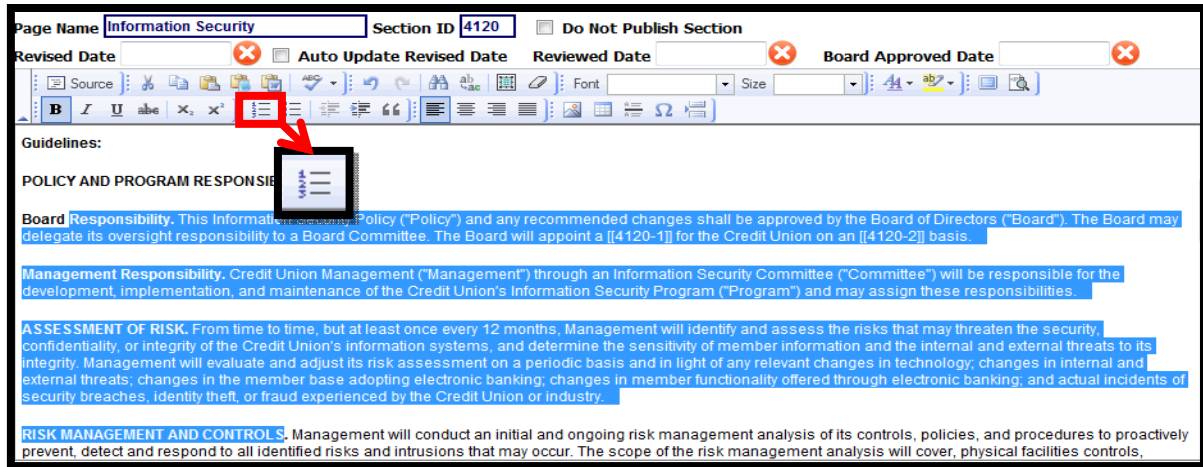 Page Name Information Security Section ID 4120 Do Not Publish Section
Revised Date Auto Update Revised Date Reviewed Date Board Approved Date
Source ABC Font Size
B I U abc X₂ X²
Guidelines:
POLICY AND PROGRAM RESPONSIB
Board Responsibility. This Information Security Policy ("Policy") and any recommended changes shall be approved by the Board of Directors ("Board"). The Board may
delegate its oversight responsibility to a Board Committee. The Board will appoint a [[4120-1]] for the Credit Union on an [[4120-2]] basis.
Management Responsibility. Credit Union Management ("Management") through an Information Security Committee ("Committee") will be responsible for the
development, implementation, and maintenance of the Credit Union's Information Security Program ("Program") and may assign these responsibilities.
ASSESSMENT OF RISK. From time to time, but at least once every 12 months, Management will identify and assess the risks that may threaten the security,
confidentiality, or integrity of the Credit Union's information systems, and determine the sensitivity of member information and the internal and external threats to its
integrity. Management will evaluate and adjust its risk assessment on a periodic basis and in light of any relevant changes in technology; changes in internal and
external threats; changes in the member base adopting electronic banking; changes in member functionality offered through electronic banking; and actual incidents of
security breaches, identity theft, or fraud experienced by the Credit Union or industry.
RISK MANAGEMENT AND CONTROLS. Management will conduct an initial and ongoing risk management analysis of its controls, policies, and procedures to proactively
prevent, detect and respond to all identified risks and intrusions that may occur. The scope of the risk management analysis will cover, physical facilities controls,